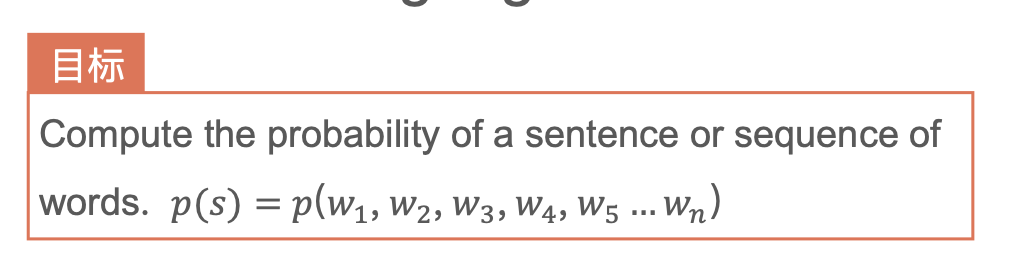 目标
Compute the probability of a sentence or sequence of
words. p(s) = p(w₁, w₂, w₃, w₄, w₅ … wₙ)